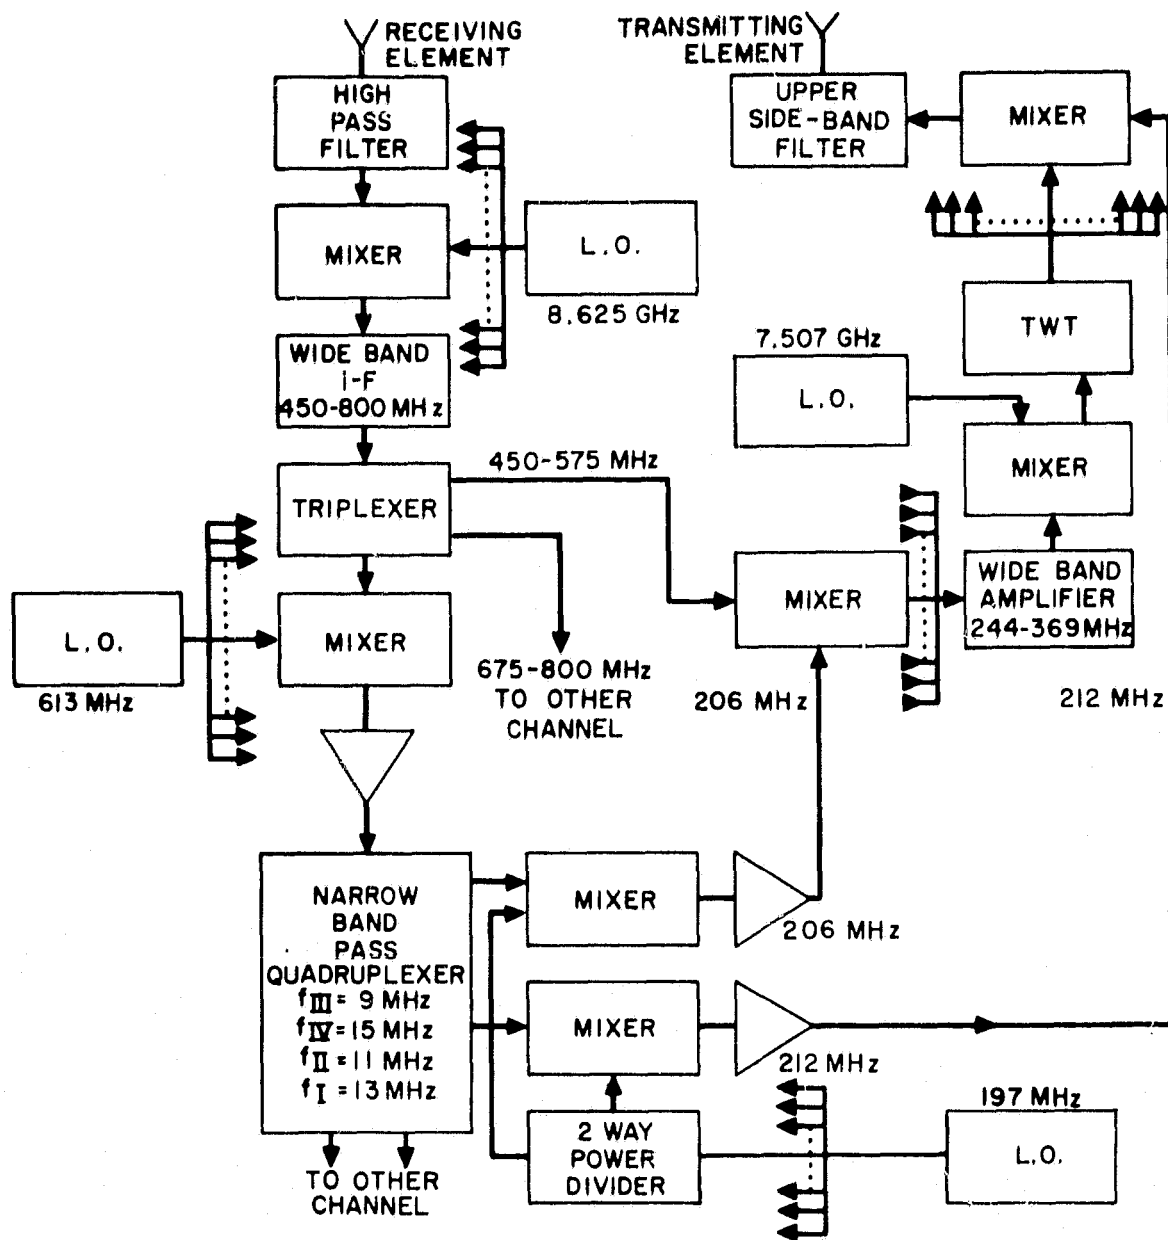 RECEIVING
ELEMENT
TRANSMITTING
ELEMENT
HIGH
PASS
FILTER
UPPER
SIDE-BAND
FILTER
MIXER
MIXER
L.O.
8.625 GHz
WIDE BAND
I-F
450-800 MHz
TWT
7.507 GHz
L.O.
MIXER
TRIPLEXER
450-575 MHz
MIXER
WIDE BAND
AMPLIFIER
244-369MHz
L.O.
613 MHz
MIXER
675-800 MHz
TO OTHER
CHANNEL
206 MHz
212 MHz
NARROW
BAND
PASS
QUADRUPLEXER
fIII = 9 MHz
fIV = 15 MHz
fII = 11 MHz
fI = 13 MHz
MIXER
206 MHz
MIXER
212 MHz
197 MHz
2 WAY
POWER
DIVIDER
L.O.
TO OTHER
CHANNEL